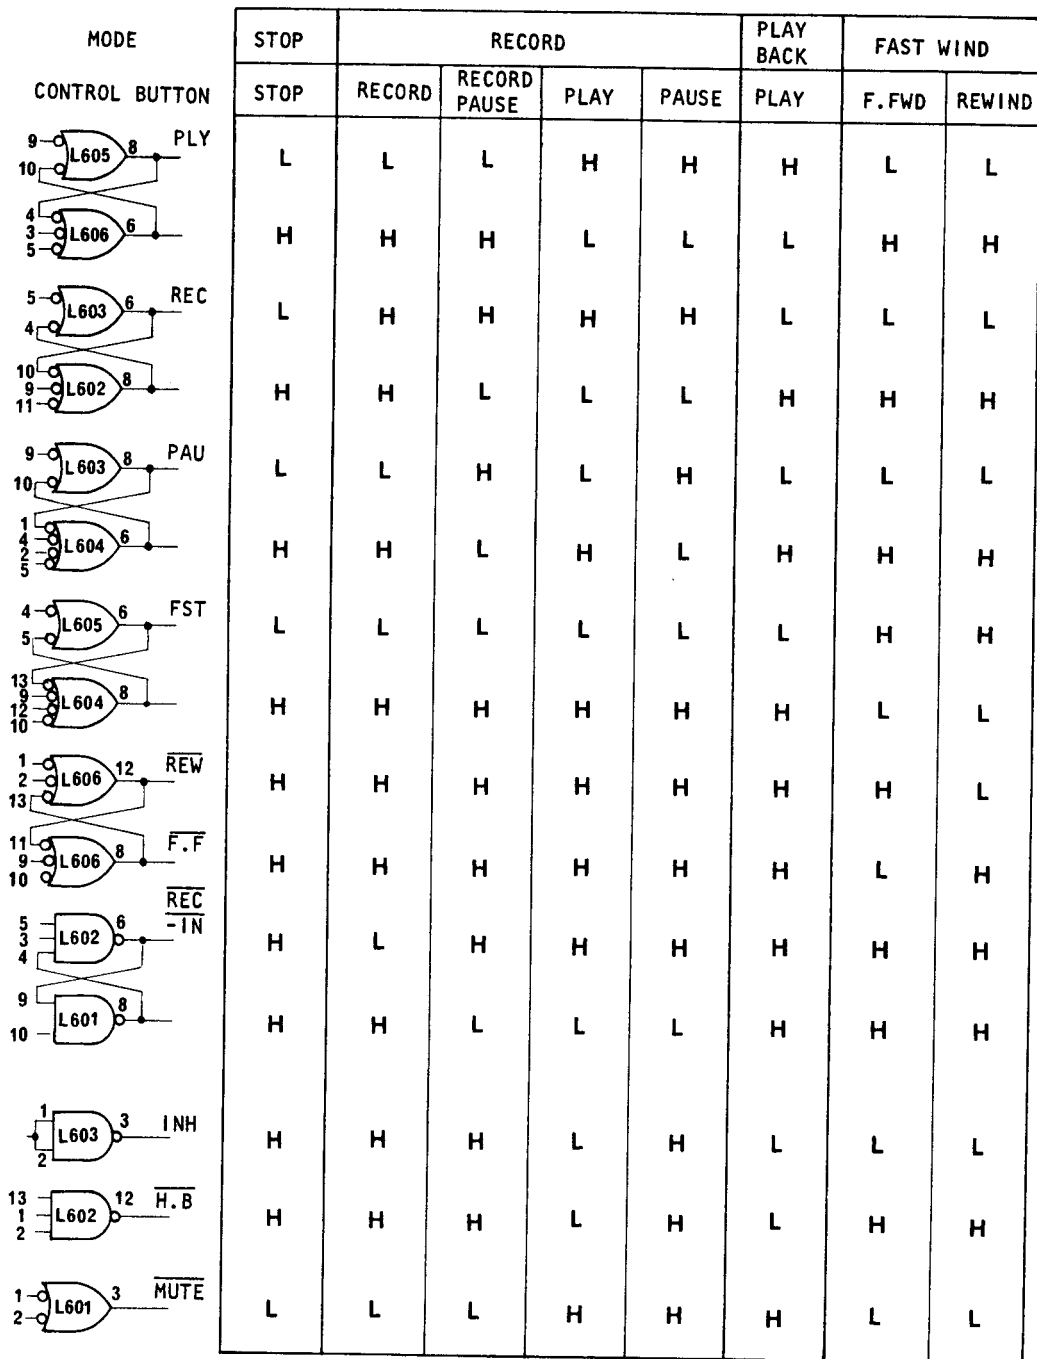 MODE STOP RECORD PLAY BACK FAST WIND
CONTROL BUTTON STOP RECORD RECORD PAUSE PLAY PAUSE PLAY F.FWD REWIND
9 10 L605 8 PLY L L L H H H L L
4 3 5 L606 6 H H H L L L H H
5 4 L603 6 REC L H H H H L L L
10 9 11 L602 8 H H L L L H H H
9 10 L603 8 PAU L L H L H L L L
1 4 2 5 L604 6 H H L H L H H H
4 5 L605 6 FST L L L L L L H H
13 9 12 10 L604 8 H H H H H H L L
1 2 13 L606 12 REW H H H H H H H L
11 9 10 L606 8 F.F H H H H H H L H
5 3 4 L602 6 REC -IN H L H H H H H H
9 10 L601 8 H H L L L H H H
1 2 L603 3 INH H H H L H L L L
13 1 2 L602 12 H.B H H H L H L H H
1 2 L601 3 MUTE L L L H H H L L